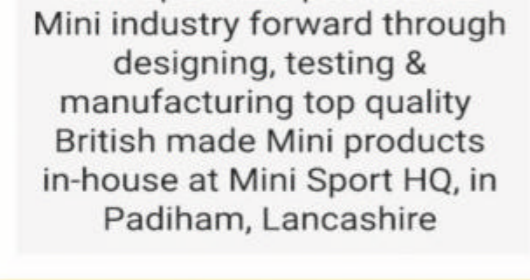 Mini industry forward through
designing, testing &
manufacturing top quality
British made Mini products
in-house at Mini Sport HQ, in
Padiham, Lancashire